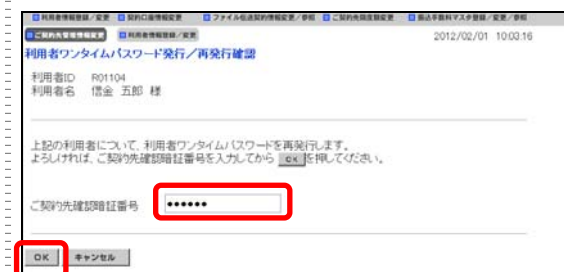 利用者情報登録／変更 契約口座情報変更 ファイル伝送契約情報変更／参照 ご契約先限度額変更 振込手数料マスタ登録／変更／参照
ご契約先管理情報変更 利用者情報登録／変更
2012/02/01 10:03:16
利用者ワンタイムパスワード発行／再発行確認
利用者ID R01104
利用者名 信金 五郎 様
上記の利用者について、利用者ワンタイムパスワードを再発行します。
よろしければ、ご契約先確認暗証番号を入力してから OK を押してください。
ご契約先確認暗証番号 ●●●●●●
OK キャンセル